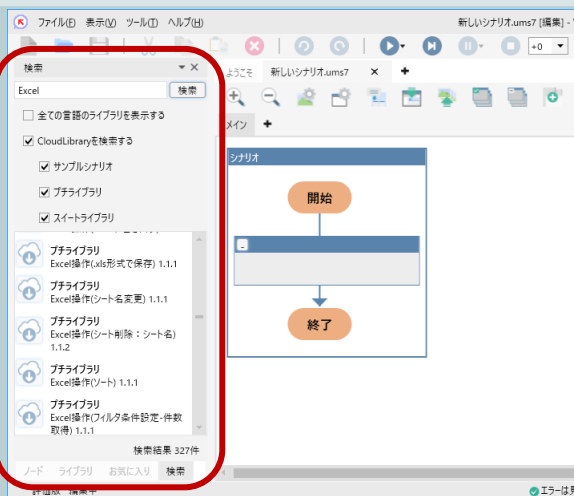 ファイル(F) 表示(V) ツール(T) ヘルプ(H)
新しいシナリオ.ums7 [編集] -
+0
検索
ようこそ 新しいシナリオ.ums7
Excel
検索
全ての言語のライブラリを表示する
CloudLibraryを検索する
サンプルシナリオ
プチライブラリ
スイートライブラリ
メイン
シナリオ
開始
終了
プチライブラリ
Excel操作(.xls形式で保存) 1.1.1
プチライブラリ
Excel操作(シート名変更) 1.1.1
プチライブラリ
Excel操作(シート削除：シート名)
1.1.2
プチライブラリ
Excel操作(ソート) 1.1.1
プチライブラリ
Excel操作(フィルタ条件設定-件数
取得) 1.1.1
検索結果 327件
ノード ライブラリ お気に入り 検索
評価版 編集中
エラーは